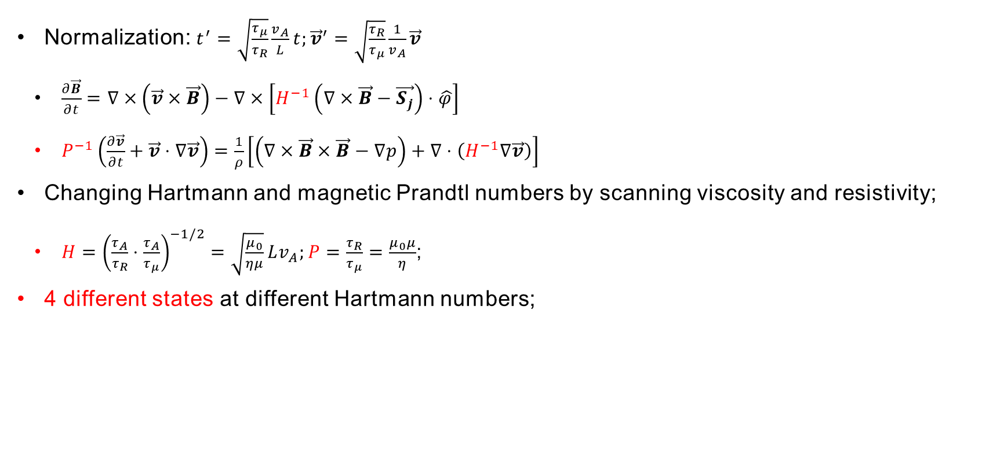 • Normalization: $t' = \sqrt{\frac{\tau_\mu}{\tau_R}} \frac{v_A}{L} t; \vec{\boldsymbol{v}}' = \sqrt{\frac{\tau_R}{\tau_\mu}} \frac{1}{v_A} \vec{\boldsymbol{v}}$
• $\frac{\partial \vec{\boldsymbol{B}}}{\partial t} = \nabla \times \left( \vec{\boldsymbol{v}} \times \vec{\boldsymbol{B}} \right) - \nabla \times \left[ H^{-1} \left( \nabla \times \vec{\boldsymbol{B}} - \overrightarrow{\boldsymbol{S_j}} \right) \cdot \hat{\varphi} \right]$
• $P^{-1} \left( \frac{\partial \vec{\boldsymbol{v}}}{\partial t} + \vec{\boldsymbol{v}} \cdot \nabla \vec{\boldsymbol{v}} \right) = \frac{1}{\rho} \left[ \left( \nabla \times \vec{\boldsymbol{B}} \times \vec{\boldsymbol{B}} - \nabla p \right) + \nabla \cdot (H^{-1} \nabla \vec{\boldsymbol{v}}) \right]$
• Changing Hartmann and magnetic Prandtl numbers by scanning viscosity and resistivity;
• $H = \left( \frac{\tau_A}{\tau_R} \cdot \frac{\tau_A}{\tau_\mu} \right)^{-1/2} = \sqrt{\frac{\mu_0}{\eta \mu}} L v_A; P = \frac{\tau_R}{\tau_\mu} = \frac{\mu_0 \mu}{\eta};$
• 4 different states at different Hartmann numbers;